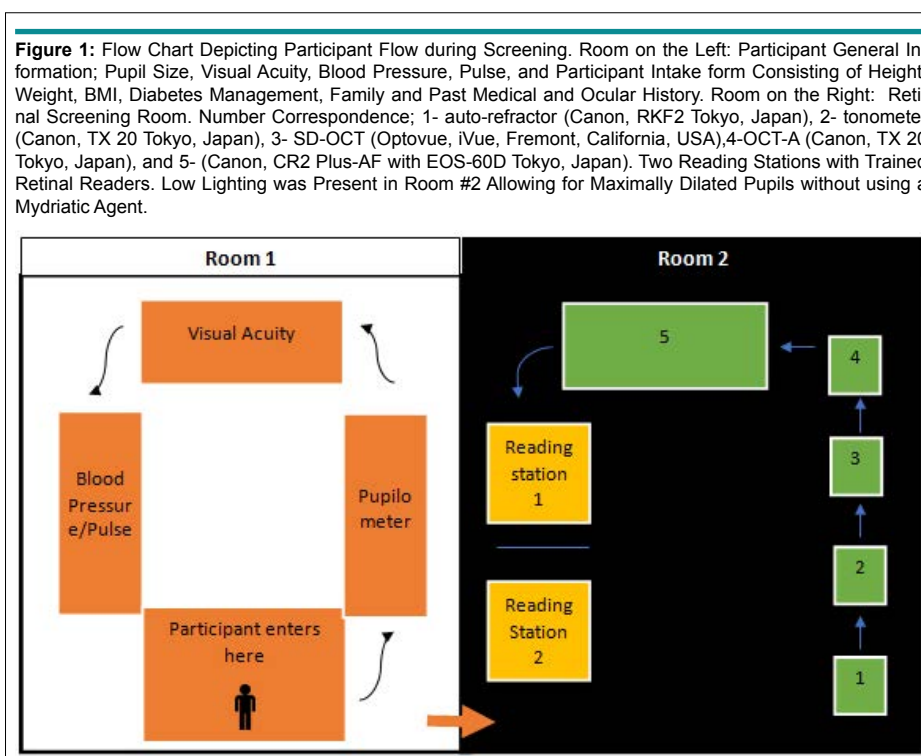 Figure 1: Flow Chart Depicting Participant Flow during Screening. Room on the Left: Participant General In
formation; Pupil Size, Visual Acuity, Blood Pressure, Pulse, and Participant Intake form Consisting of Height
Weight, BMI, Diabetes Management, Family and Past Medical and Ocular History. Room on the Right: Reti
nal Screening Room. Number Correspondence; 1- auto-refractor (Canon, RKF2 Tokyo, Japan), 2- tonomete
(Canon, TX 20 Tokyo, Japan), 3- SD-OCT (Optovue, iVue, Fremont, California, USA),4-OCT-A (Canon, TX 20
Tokyo, Japan), and 5- (Canon, CR2 Plus-AF with EOS-60D Tokyo, Japan). Two Reading Stations with Trained
Retinal Readers. Low Lighting was Present in Room #2 Allowing for Maximally Dilated Pupils without using a
Mydriatic Agent.
Room 1
Visual Acuity
Blood
Pressur
e/Pulse
Pupilo
meter
Participant enters
here
Room 2
5
4
3
2
1
Reading
station
1
Reading
Station
2